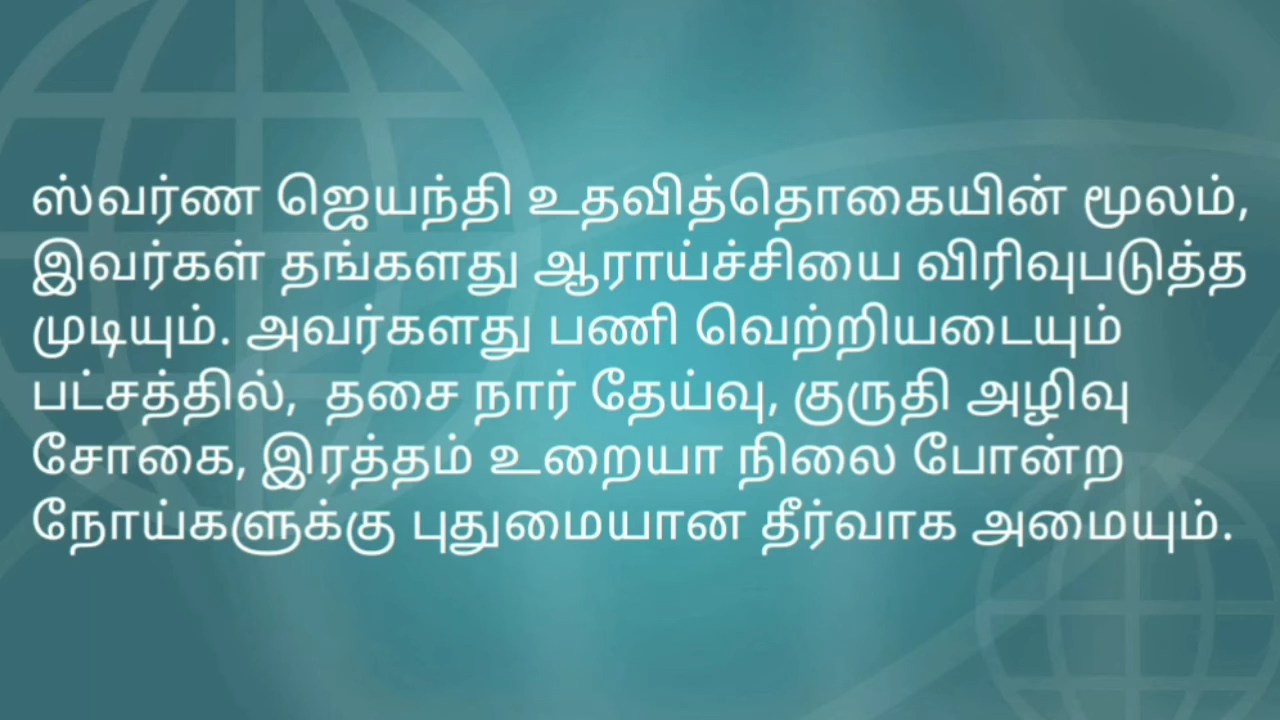 ஸ்வர்ண ஜெயந்தி உதவித்தொகையின் மூலம்,
இவர்கள் தங்களது ஆராய்ச்சியை விரிவுபடுத்த
முடியும். அவர்களது பணி வெற்றியடையும்
பட்சத்தில், தசை நார் தேய்வு, குருதி அழிவு
சோகை, இரத்தம் உறையா நிலை போன்ற
நோய்களுக்கு புதுமையான தீர்வாக அமையும்.